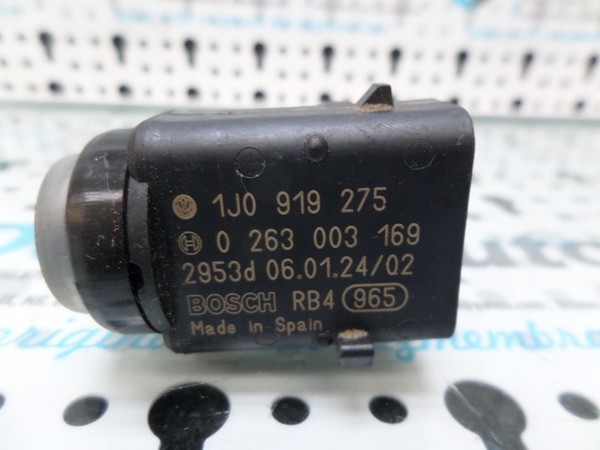 1J0 919 275
0 263 003 169
2953d 06.01.24/02
BOSCH RB4 965
Made in Spain